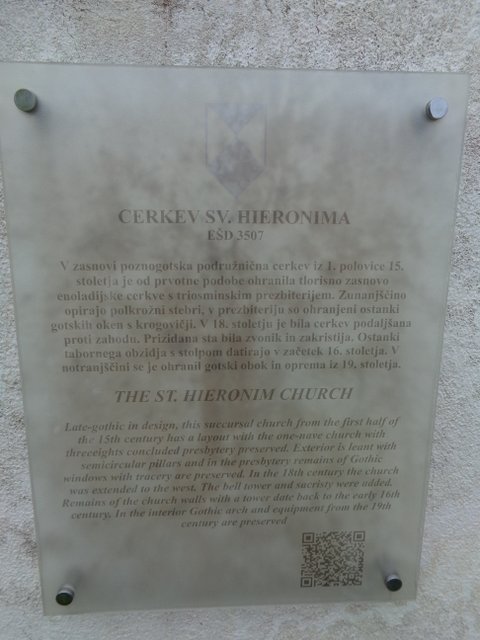 CERKEV SV. HIERONIMA
EŠD 3507
V zasnovi poznogotska podružnična cerkev iz 1. polovice 15.
stoletja je od prvotne podobe ohranila tlorisno zasnovo
enoladijske cerkve s triosminskim prezbiterijem. Zunanjščino
opirajo polkrožni stebri, v prezbiteriju so ohranjeni ostanki
gotskih oken s krogovičji. V 18. stoletju je bila cerkev podaljšana
proti zahodu. Prizidana sta bila zvonik in zakristija. Ostanki
tabornega obzidja s stolpom datirajo v začetek 16. stoletja. V
notranjščini se je ohranil gotski obok in oprema iz 19. stoletja.
THE ST. HIERONIM CHURCH
Late-gothic in design, this succursal church from the first half of
the 15th century has a layout with the one-nave church with
threeeights concluded presbytery preserved. Exterior is leant with
semicircular pillars and in the presbytery remains of Gothic
windows with tracery are preserved. In the 18th century the church
was extended to the west. The bell tower and sacristy were added.
Remains of the church walls with a tower date back to the early 16th
century. In the interior Gothic arch and equipment from the 19th
century are preserved